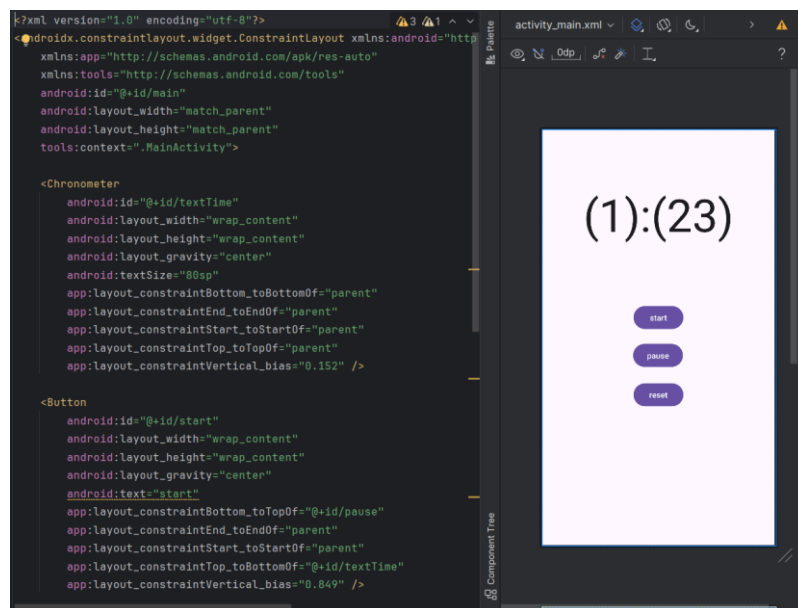 <?xml version="1.0" encoding="utf-8"?>
3 1
<androidx.constraintlayout.widget.ConstraintLayout xmlns:android="http
xmlns:app="http://schemas.android.com/apk/res-auto"
xmlns:tools="http://schemas.android.com/tools"
android:id="@+id/main"
android:layout_width="match_parent"
android:layout_height="match_parent"
tools:context=".MainActivity">
<Chronometer
android:id="@+id/textTime"
android:layout_width="wrap_content"
android:layout_height="wrap_content"
android:layout_gravity="center"
android:textSize="80sp"
app:layout_constraintBottom_toBottomOf="parent"
app:layout_constraintEnd_toEndOf="parent"
app:layout_constraintStart_toStartOf="parent"
app:layout_constraintTop_toTopOf="parent"
app:layout_constraintVertical_bias="0.152" />
<Button
android:id="@+id/start"
android:layout_width="wrap_content"
android:layout_height="wrap_content"
android:layout_gravity="center"
android:text="start"
app:layout_constraintBottom_toTopOf="@+id/pause"
app:layout_constraintEnd_toEndOf="parent"
app:layout_constraintStart_toStartOf="parent"
app:layout_constraintTop_toBottomOf="@+id/textTime"
app:layout_constraintVertical_bias="0.849" />
Palette
Component Tree
activity_main.xml
0dp
?
(1):(23)
start
pause
reset